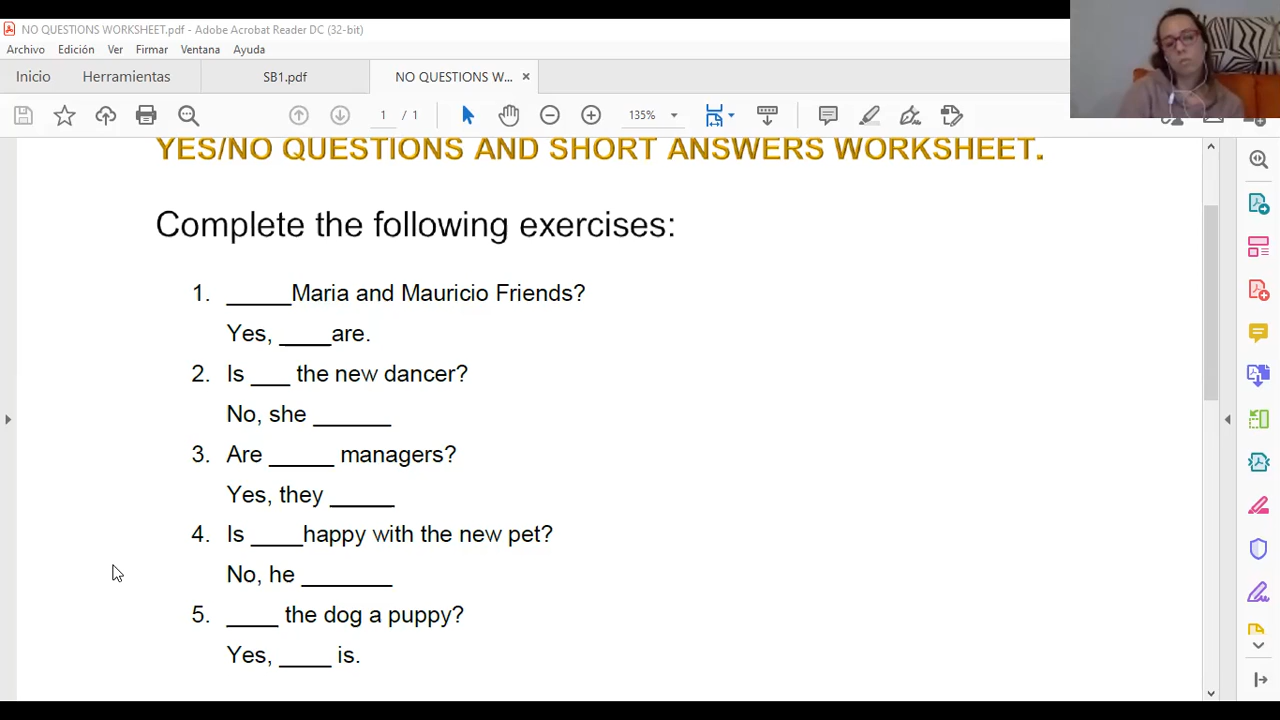 NO QUESTIONS WORKSHEET.pdf - Adobe Acrobat Reader DC (32-bit)
Archivo Edición Ver Firmar Ventana Ayuda
Inicio Herramientas SB1.pdf NO QUESTIONS W... ×
1 / 1 135%
YES/NO QUESTIONS AND SHORT ANSWERS WORKSHEET.
Complete the following exercises:
1. _____Maria and Mauricio Friends?
Yes, ____are.
2. Is ___ the new dancer?
No, she ______
3. Are _____ managers?
Yes, they _____
4. Is ____happy with the new pet?
No, he _______
5. ____ the dog a puppy?
Yes, ____ is.